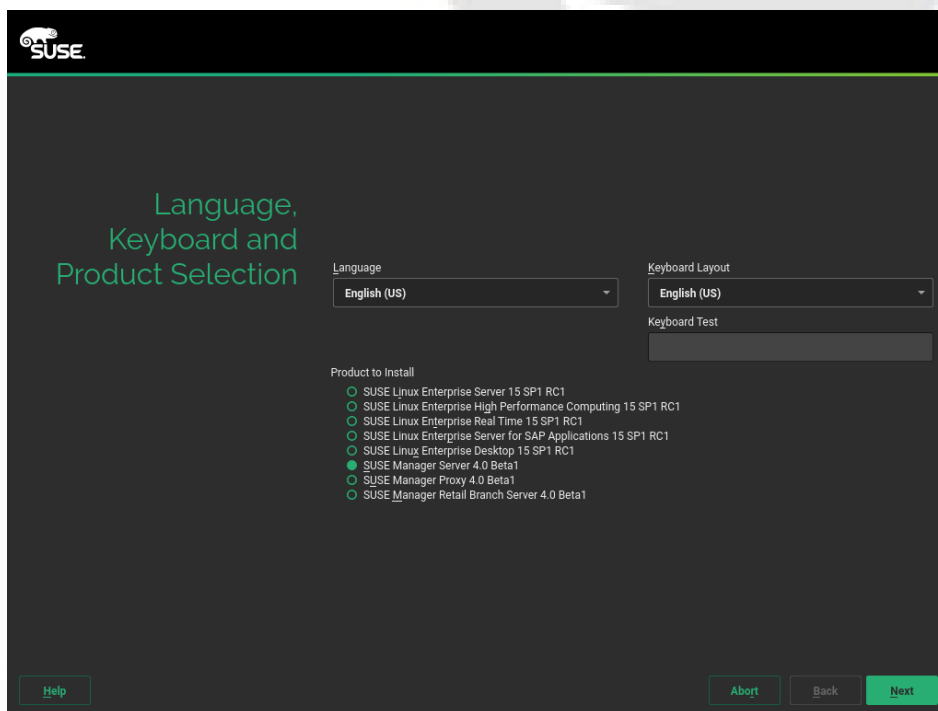 SUSE.
Language,
Keyboard and
Product Selection
Language
Keyboard Layout
English (US)
English (US)
Keyboard Test
Product to Install
SUSE Linux Enterprise Server 15 SP1 RC1
SUSE Linux Enterprise High Performance Computing 15 SP1 RC1
SUSE Linux Enterprise Real Time 15 SP1 RC1
SUSE Linux Enterprise Server for SAP Applications 15 SP1 RC1
SUSE Linux Enterprise Desktop 15 SP1 RC1
SUSE Manager Server 4.0 Beta1
SUSE Manager Proxy 4.0 Beta1
SUSE Manager Retail Branch Server 4.0 Beta1
Help
Abort
Back
Next